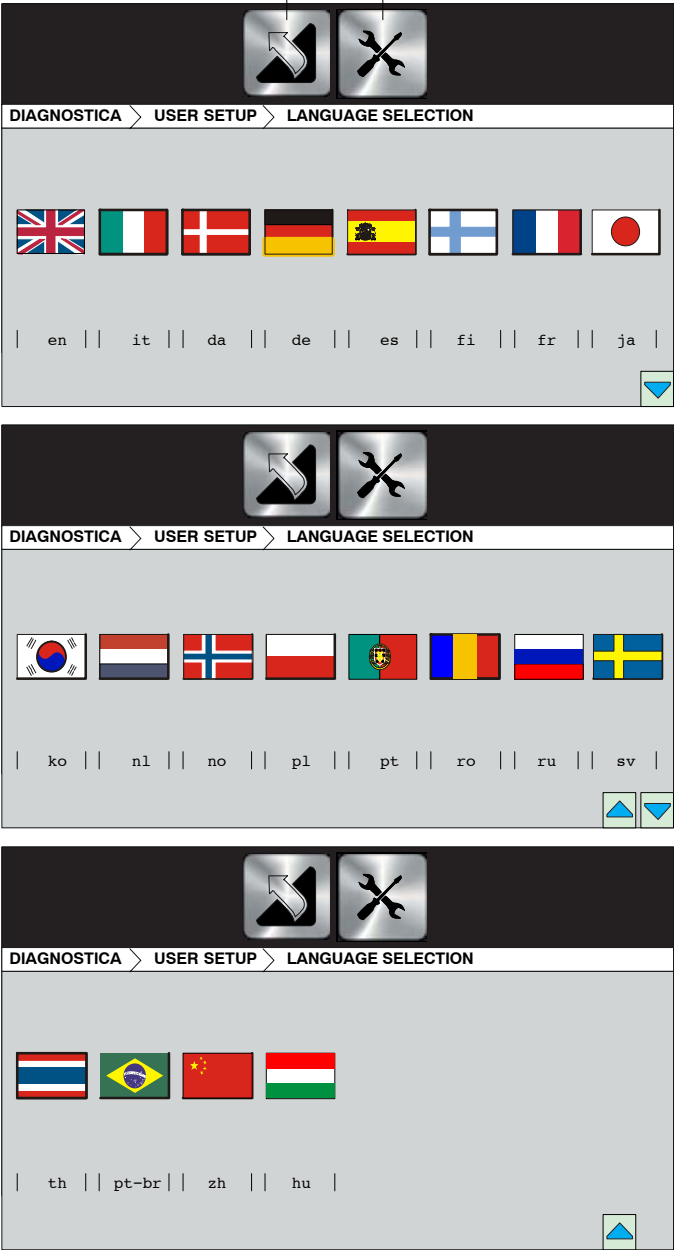 DIAGNOSTICA USER SETUP LANGUAGE SELECTION
en it da de es fi fr ja
DIAGNOSTICA USER SETUP LANGUAGE SELECTION
ko nl no pl pt ro ru sv
DIAGNOSTICA USER SETUP LANGUAGE SELECTION
th pt-br zh hu